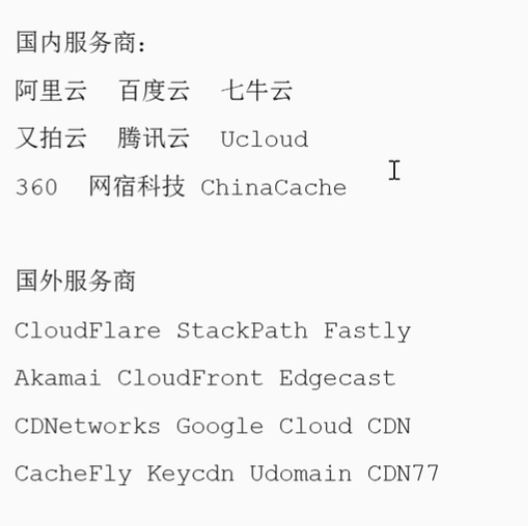 国内服务商:
阿里云 百度云 七牛云
又拍云 腾讯云 Ucloud
360 网宿科技 ChinaCache
国外服务商
CloudFlare StackPath Fastly
Akamai CloudFront Edgecast
CDNetworks Google Cloud CDN
CacheFly Keycdn Udomain CDN77